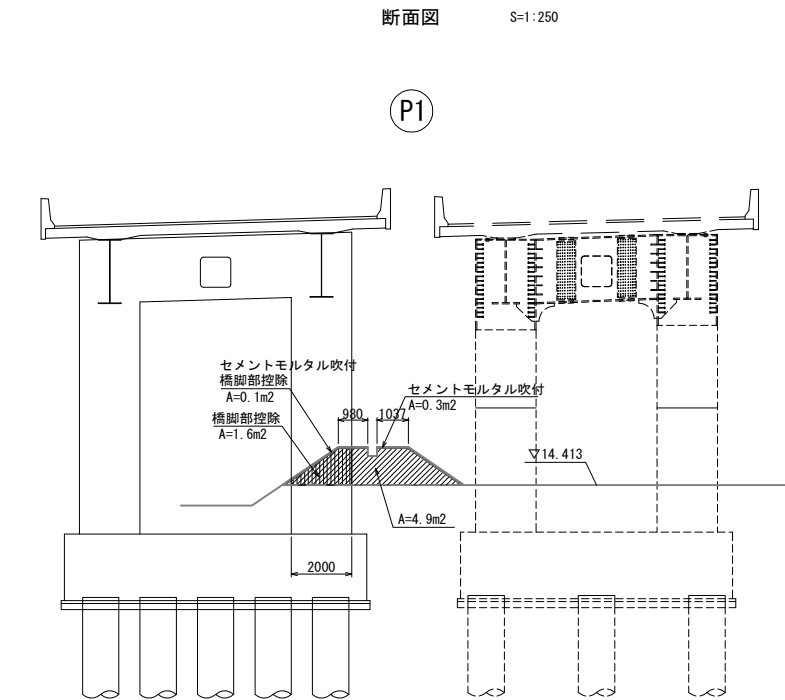 断面図
S=1:250
P1
セメントモルタル吹付
橋脚部控除
A=0.1m2
橋脚部控除
A=1.6m2
セメントモルタル吹付
A=0.3m2
980
1037
▽14.413
A=4.9m2
2000